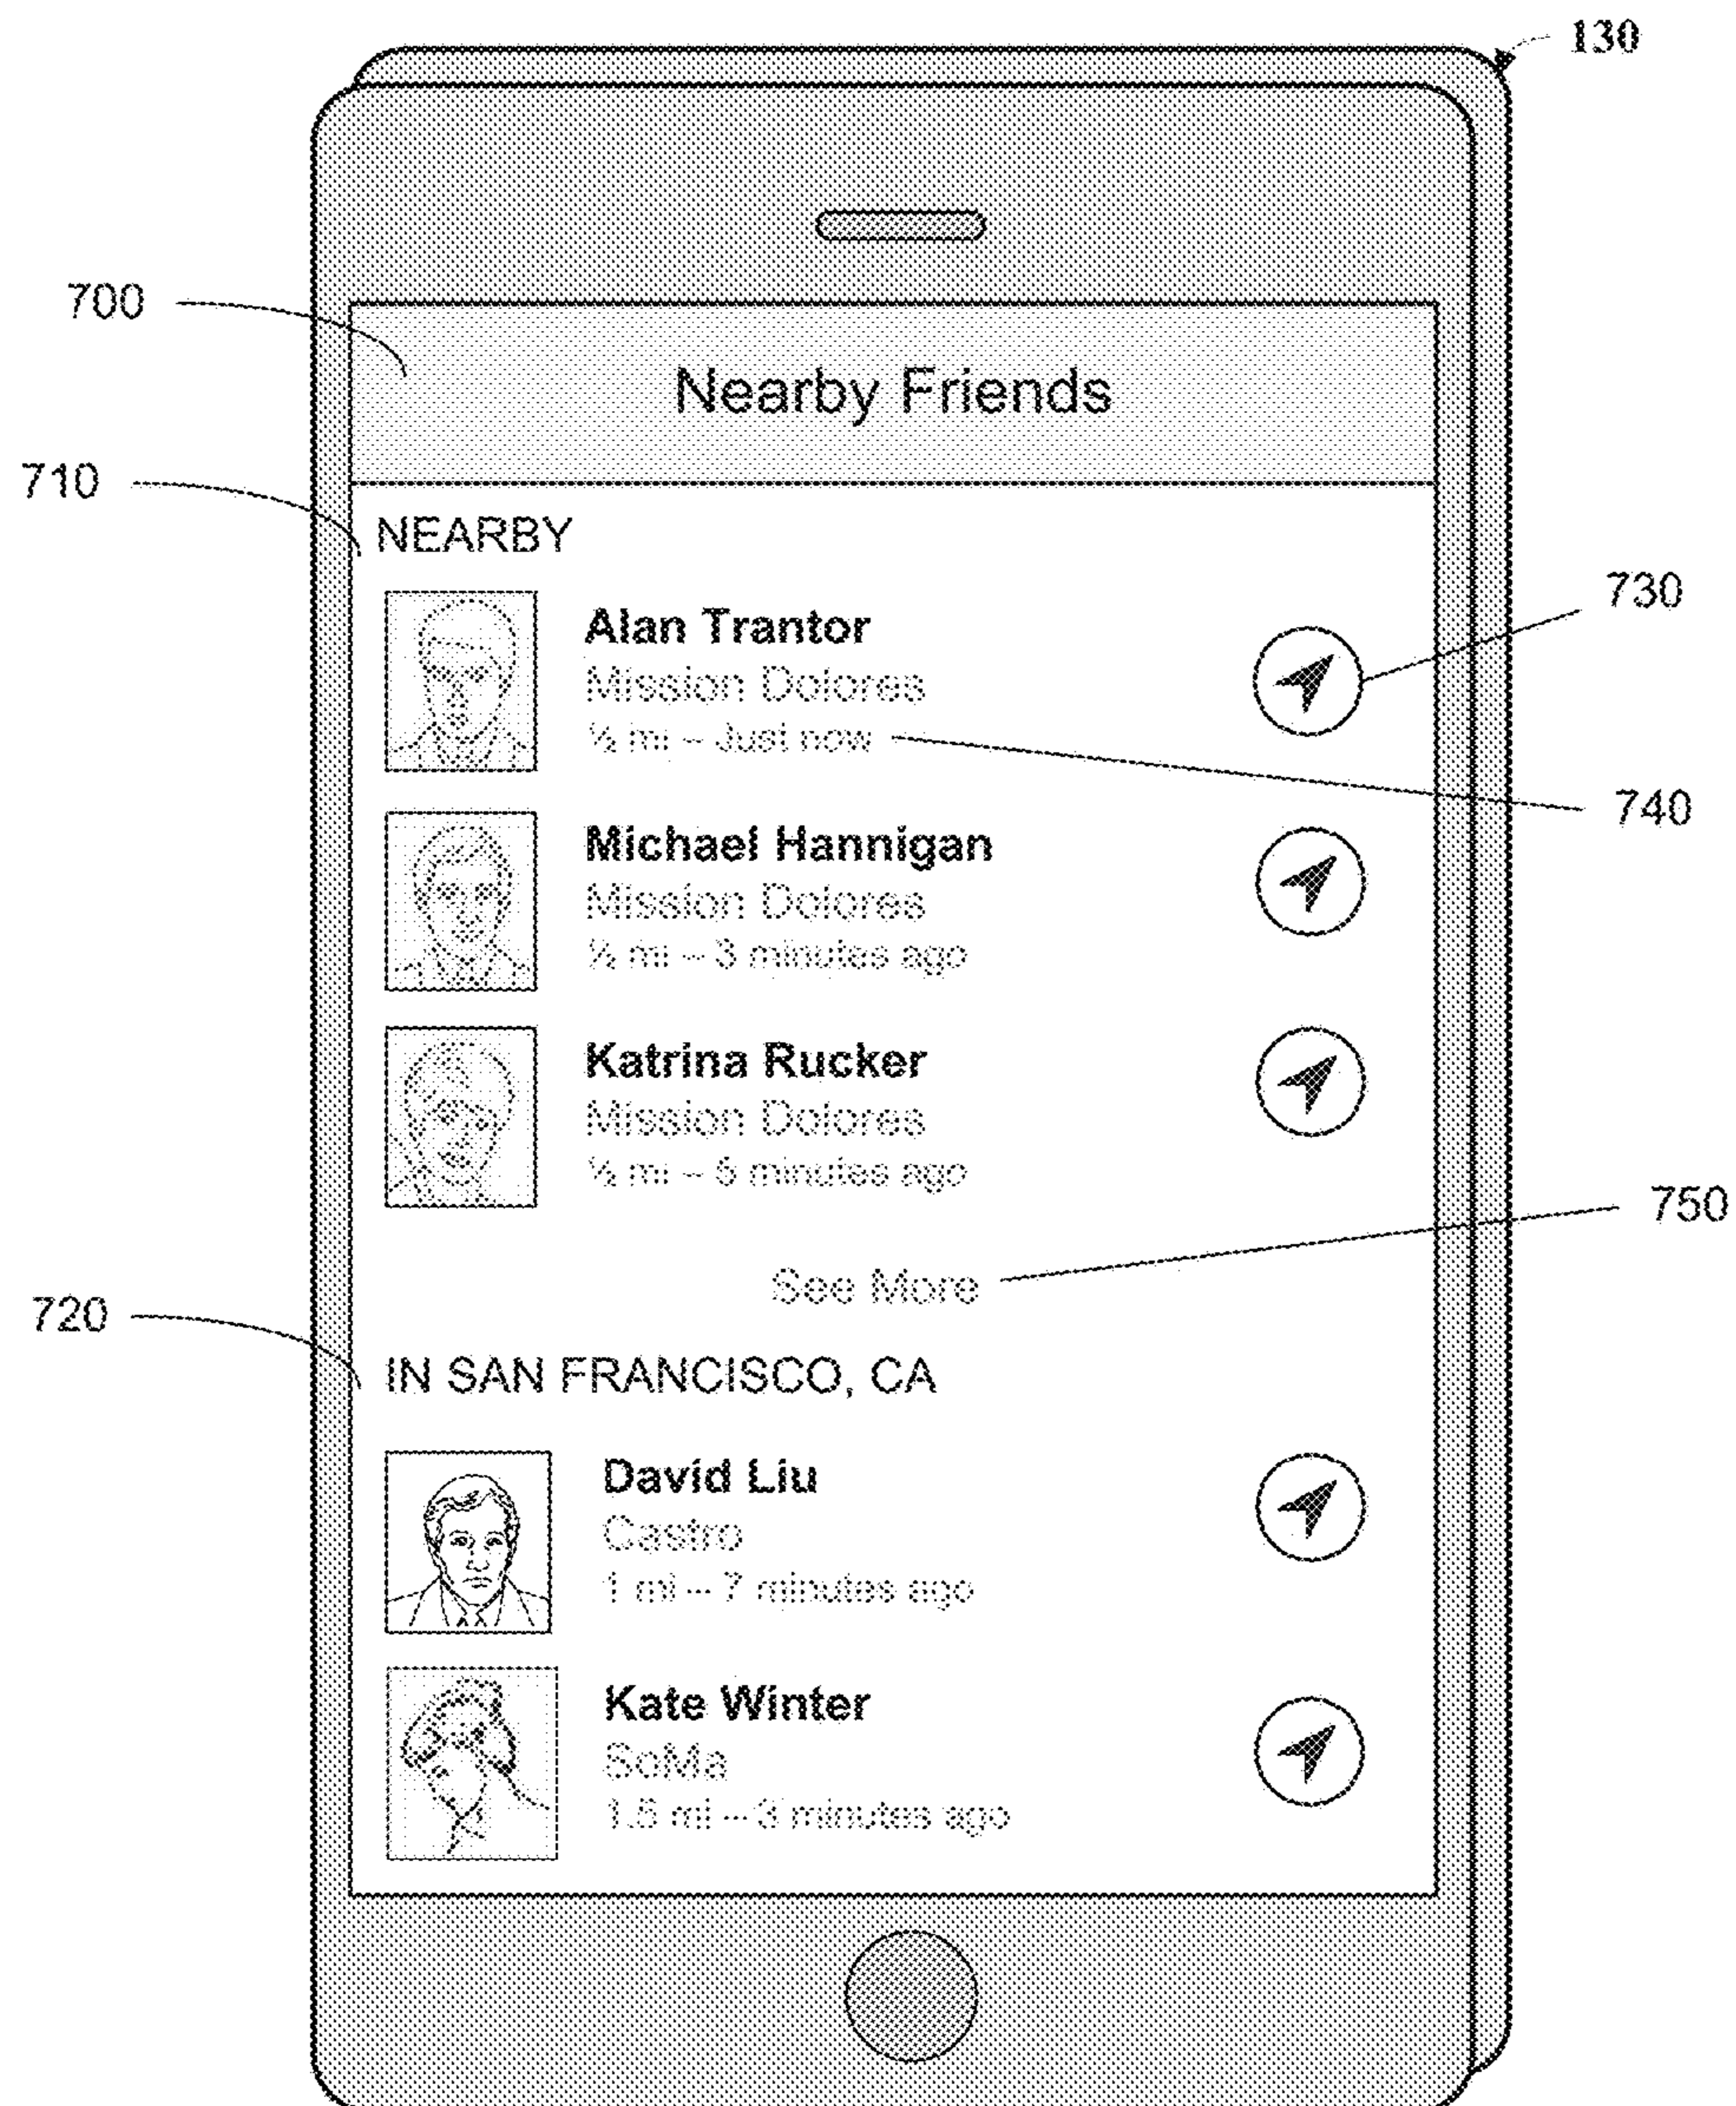 130
700
Nearby Friends
710
NEARBY
730
Alan Trantor
Mission Dolores
½ mi – Just now
740
Michael Hannigan
Mission Dolores
½ mi – 3 minutes ago
Katrina Rucker
Mission Dolores
½ mi – 5 minutes ago
750
See More
720
IN SAN FRANCISCO, CA
David Liu
Castro
1 mi – 7 minutes ago
Kate Winter
SoMa
1.5 mi – 3 minutes ago